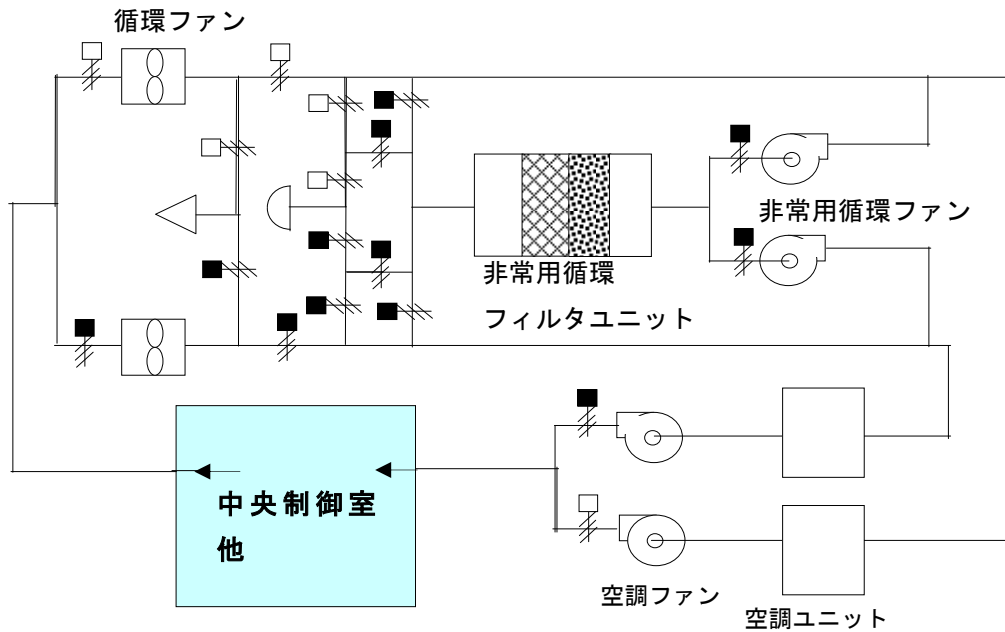 循環ファン
非常用循環ファン
非常用循環
フィルタユニット
中央制御室
他
空調ファン
空調ユニット